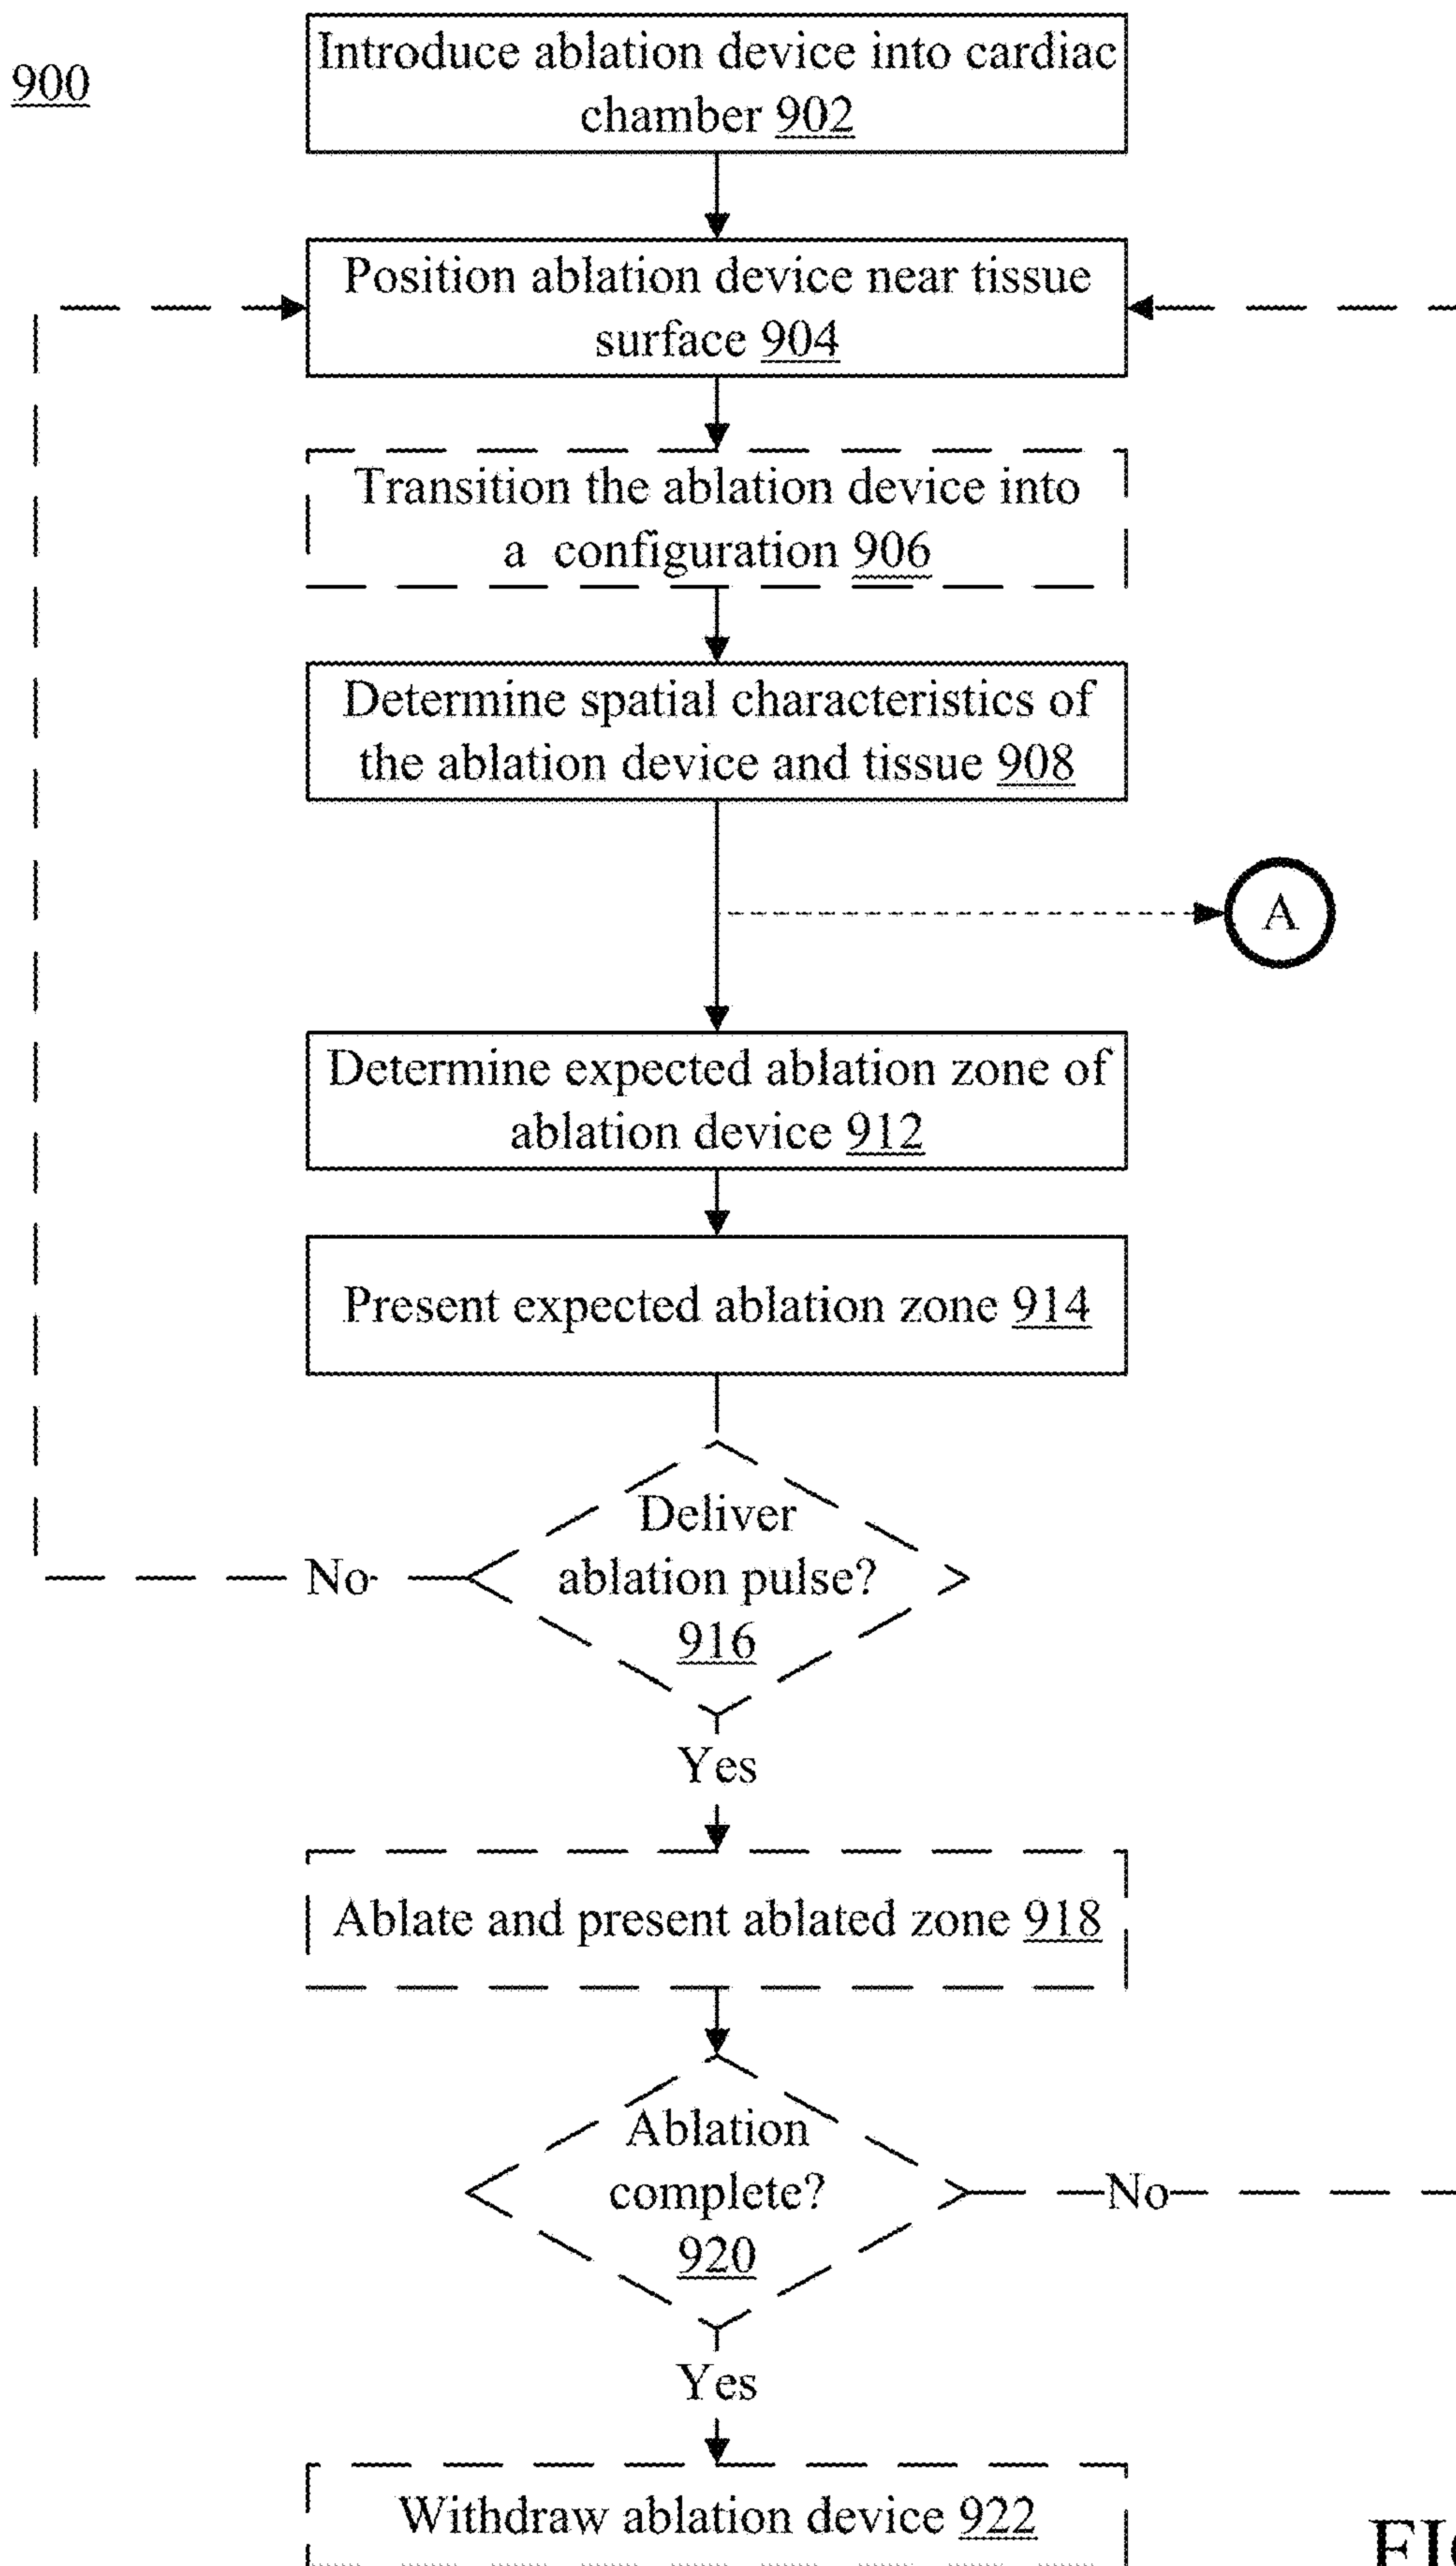 900
Introduce ablation device into cardiac
chamber 902
Position ablation device near tissue
surface 904
Transition the ablation device into
a configuration 906
Determine spatial characteristics of
the ablation device and tissue 908
A
Determine expected ablation zone of
ablation device 912
Present expected ablation zone 914
Deliver
ablation pulse?
916
No
Yes
Ablate and present ablated zone 918
Ablation
complete?
920
No
Yes
Withdraw ablation device 922